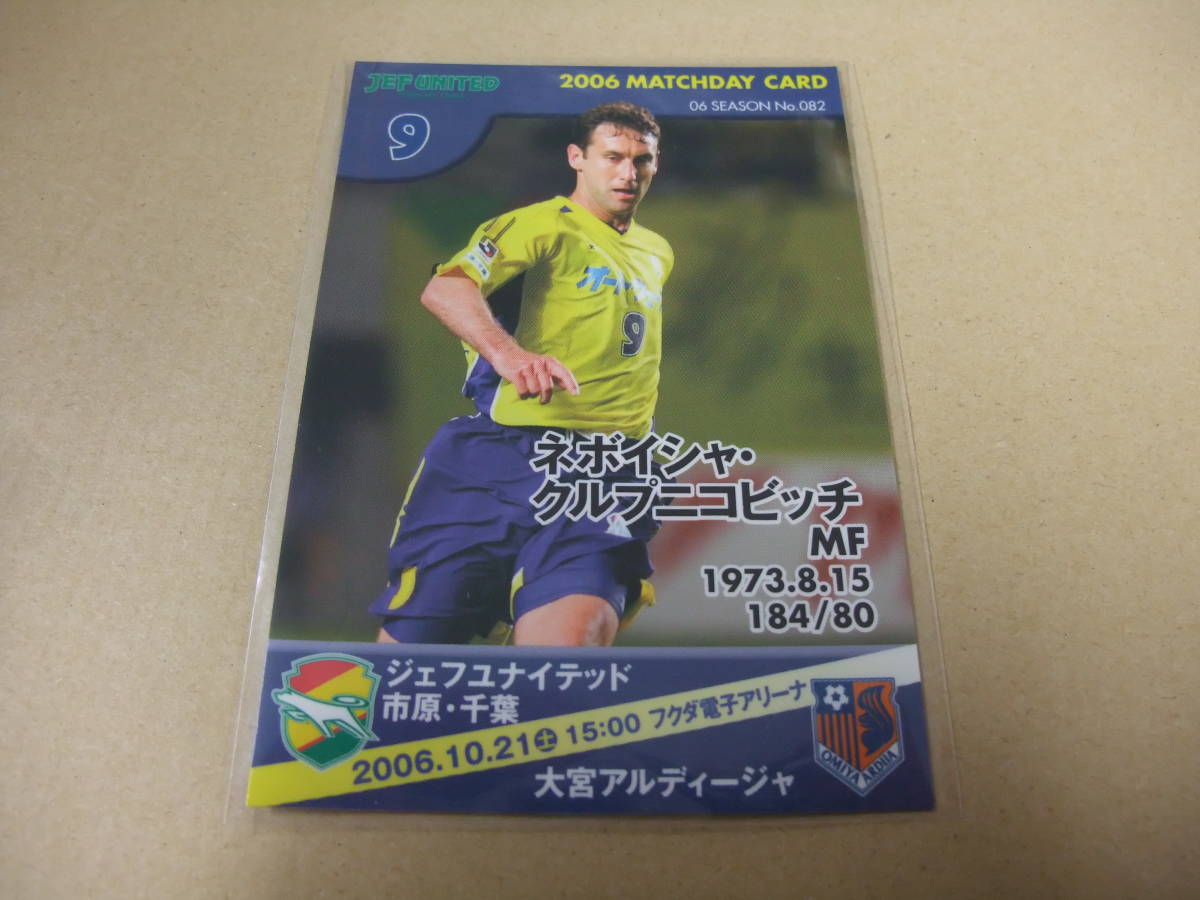 JEF UNITED
2006 MATCHDAY CARD
06 SEASON No.082
9
9
ネボイシャ・
クルプニコビッチ
MF
1973.8.15
184/80
ジェフユナイテッド
市原・千葉
2006.10.21土 15:00 フクダ電子アリーナ
大宮アルディージャ
OMIYA ARDIJA